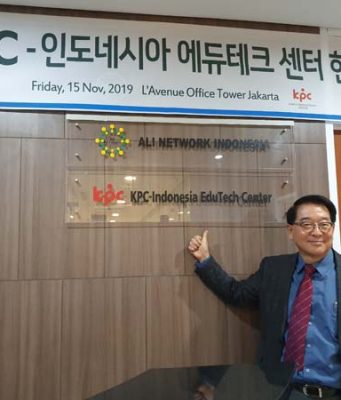 C - 인도네시아 에듀테크 센터 현
Friday, 15 Nov, 2019 L'Avenue Office Tower Jakarta
kpc
ALI NETWORK INDONESIA
kpc KPC-Indonesia EduTech Center